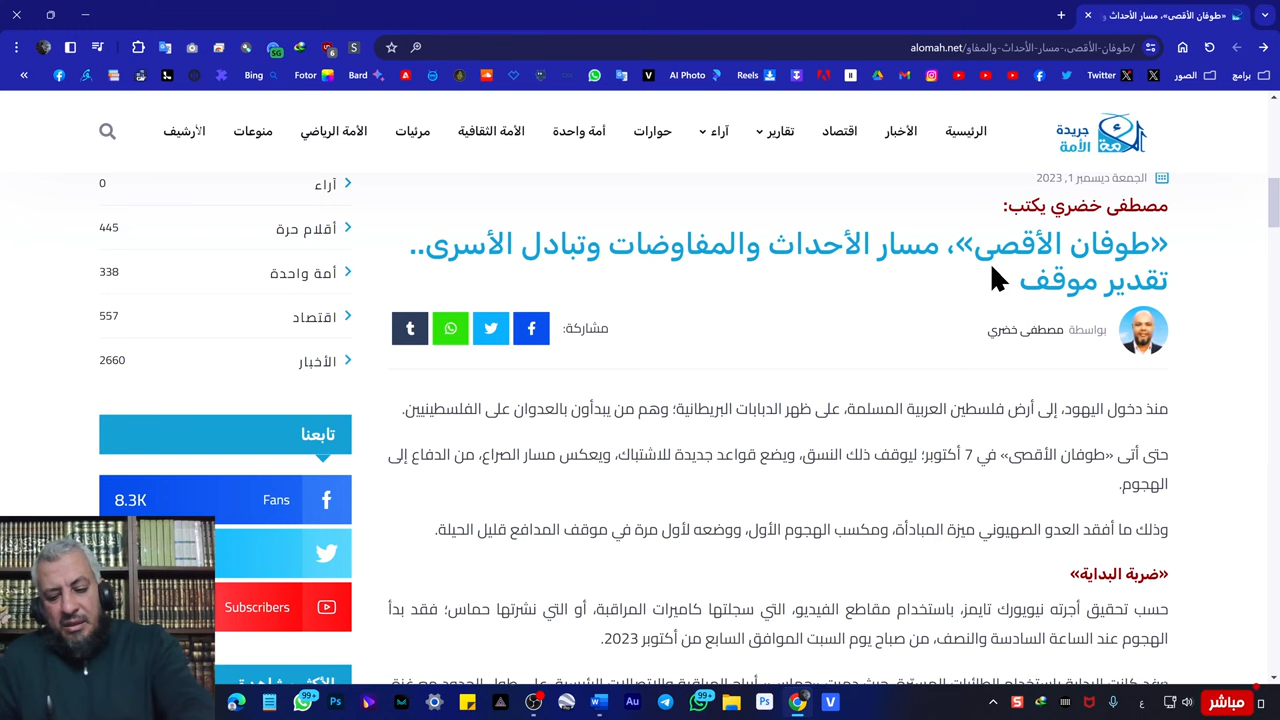 «طوفان الأقصى»، مسار الأحداث و
alomah.net/طوفان-الأقصى،-مسار-الأحداث-والمفاو/
برامج
الصور
Twitter
Reels
AI Photo
Bard
Fotor
Bing
جريدة
الأمة
الرئيسية
الأخبار
اقتصاد
تقارير
آراء
حوارات
أمة واحدة
الأمة الثقافية
مرئيات
الأمة الرياضي
منوعات
الأرشيف
الجمعة ديسمبر 1, 2023
مصطفى خضري يكتب:
«طوفان الأقصى»، مسار الأحداث والمفاوضات وتبادل الأسرى..
تقدير موقف
بواسطة مصطفى خضري
مشاركة:
منذ دخول اليهود، إلى أرض فلسطين العربية المسلمة، على ظهر الدبابات البريطانية؛ وهم من يبدأون بالعدوان على الفلسطينيين.
حتى أتى «طوفان الأقصى» في 7 أكتوبر؛ ليوقف ذلك النسق، ويضع قواعد جديدة للاشتباك، ويعكس مسار الصراع، من الدفاع إلى
الهجوم.
وذلك ما أفقد العدو الصهيوني ميزة المبادأة، ومكسب الهجوم الأول، ووضعه لأول مرة في موقف المدافع قليل الحيلة.
«ضربة البداية»
حسب تحقيق أجرته نيويورك تايمز، باستخدام مقاطع الفيديو، التي سجلتها كاميرات المراقبة، أو التي نشرتها حماس؛ فقد بدأ
الهجوم عند الساعة السادسة والنصف، من صباح يوم السبت الموافق السابع من أكتوبر 2023.
آراء 0
أقلام حرة 445
أمة واحدة 338
اقتصاد 557
الأخبار 2660
تابعنا
8.3K Fans
Subscribers
مباشر